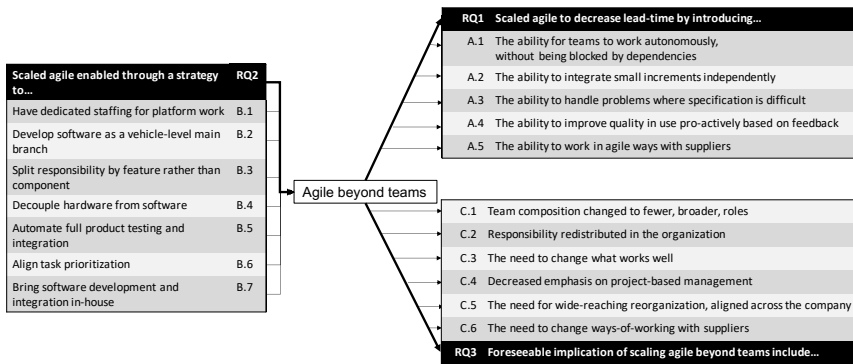 Scaled agile enabled through a strategy RQ2
to…
Have dedicated staffing for platform work B.1
Develop software as a vehicle-level main B.2
branch
Split responsibility by feature rather than B.3
component
Decouple hardware from software B.4
Automate full product testing and B.5
integration
Align task prioritization B.6
Bring software development and B.7
integration in-house
Agile beyond teams
RQ1 Scaled agile to decrease lead-time by introducing…
A.1 The ability for teams to work autonomously,
without being blocked by dependencies
A.2 The ability to integrate small increments independently
A.3 The ability to handle problems where specification is difficult
A.4 The ability to improve quality in use pro-actively based on feedback
A.5 The ability to work in agile ways with suppliers
C.1 Team composition changed to fewer, broader, roles
C.2 Responsibility redistributed in the organization
C.3 The need to change what works well
C.4 Decreased emphasis on project-based management
C.5 The need for wide-reaching reorganization, aligned across the company
C.6 The need to change ways-of-working with suppliers
RQ3 Foreseeable implication of scaling agile beyond teams include…